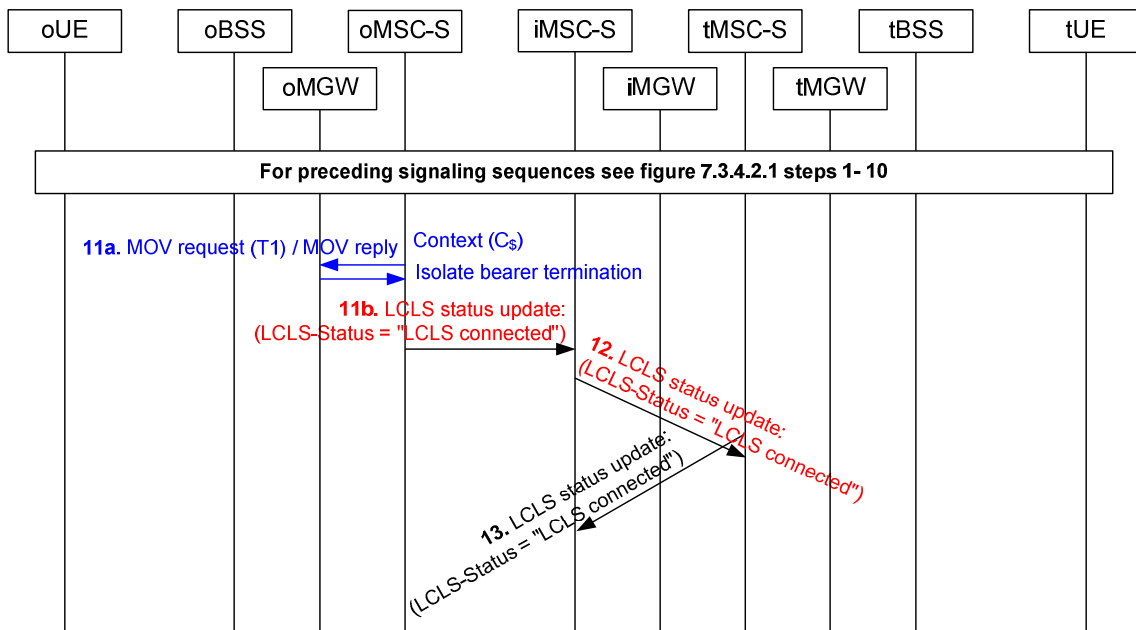 oUE
oBSS
oMSC-S
iMSC-S
tMSC-S
tBSS
tUE
oMGW
iMGW
tMGW
For preceding signaling sequences see figure 7.3.4.2.1 steps 1- 10
11a. MOV request (T1) / MOV reply
Context (C$)
Isolate bearer termination
11b. LCLS status update:
(LCLS-Status = "LCLS connected")
12. LCLS status update:
(LCLS-Status = "LCLS connected")
13. LCLS status update:
(LCLS-Status = "LCLS connected")